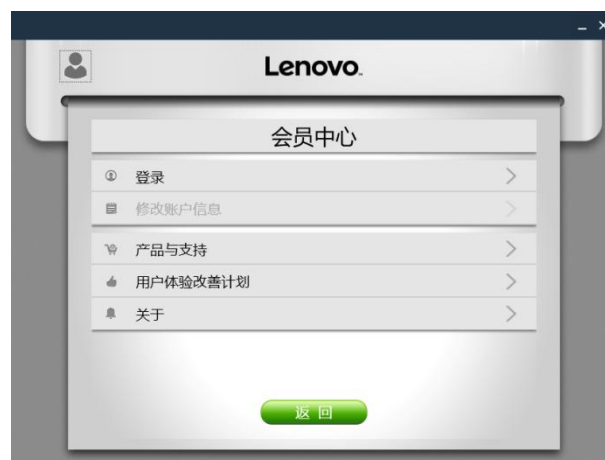 Lenovo.
会员中心
登录
修改账户信息
产品与支持
用户体验改善计划
关于
返回